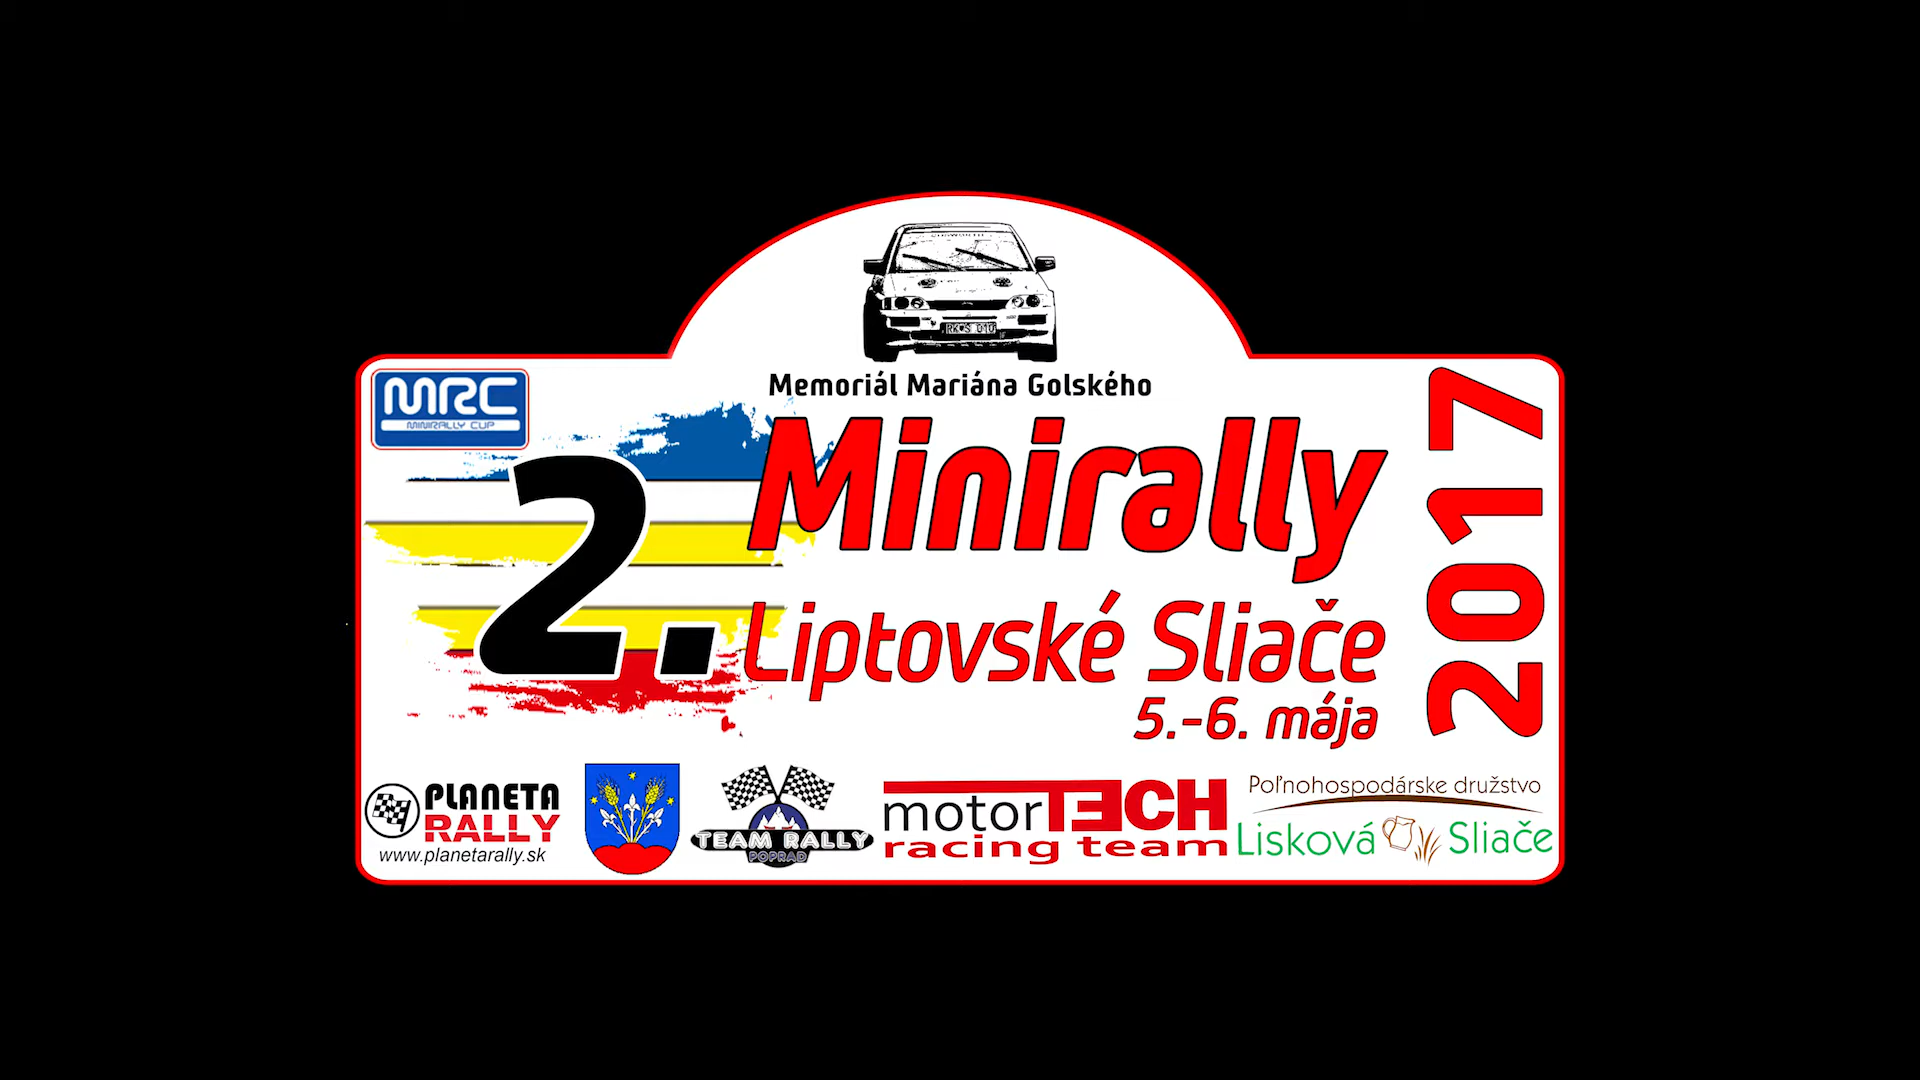 Memoriál Mariána Golského
MRC
MINIRALLY CUP
2. Minirally
Liptovské Sliače
5.-6. mája
2017
PLANETA
RALLY
www.planetarally.sk
TEAM RALLY
POPRAD
motorTECH
racing team
Poľnohospodárske družstvo
Lisková Sliače